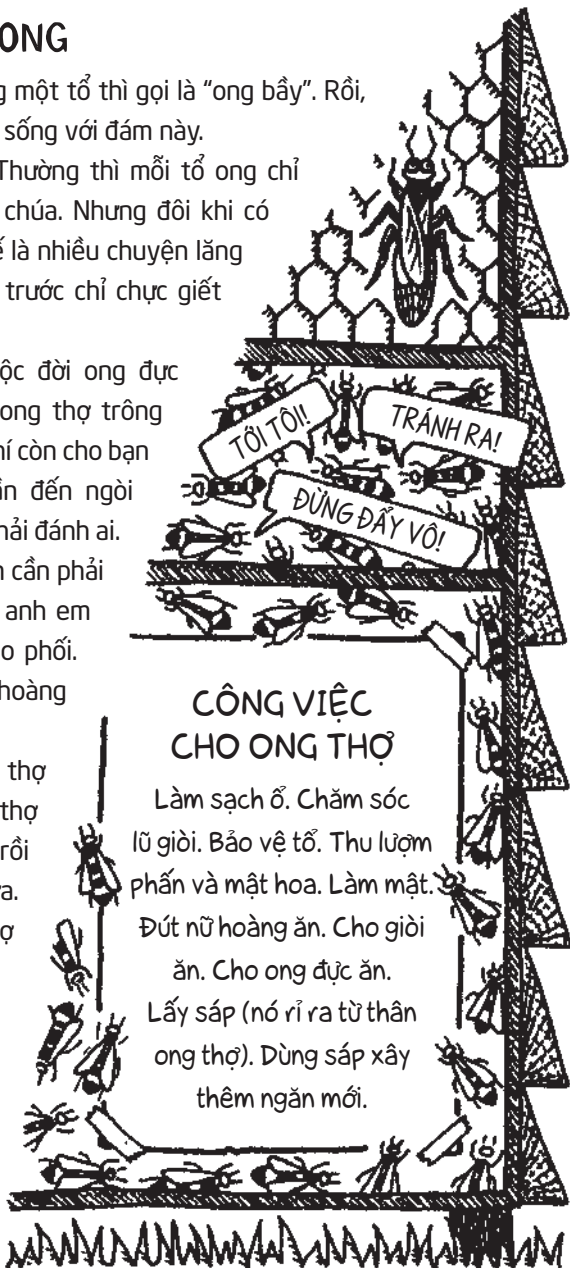 ONG
một tổ thì gọi là “ong bầy”. Rồi,
sống với đám này.
Thường thì mỗi tổ ong chỉ
chúa. Nhưng đôi khi có
là nhiều chuyện lăng
trước chỉ chực giết
đời ong đực
ong thợ trông
còn cho bạn
đến ngòi
đánh ai.
cần phải
anh em
phối.
hoàng
thợ
thợ
rồi
TỚI TÔI!
TRÁNH RA!
ĐỪNG ĐẨY VÔ!
CÔNG VIỆC
CHO ONG THỢ
Làm sạch ổ. Chăm sóc
lũ giòi. Bảo vệ tổ. Thu lượm
phấn và mật hoa. Làm mật.
Đút nữ hoàng ăn. Cho giòi
ăn. Cho ong đực ăn.
Lấy sáp (nó rỉ ra từ thân
ong thợ). Dùng sáp xây
thêm ngăn mới.